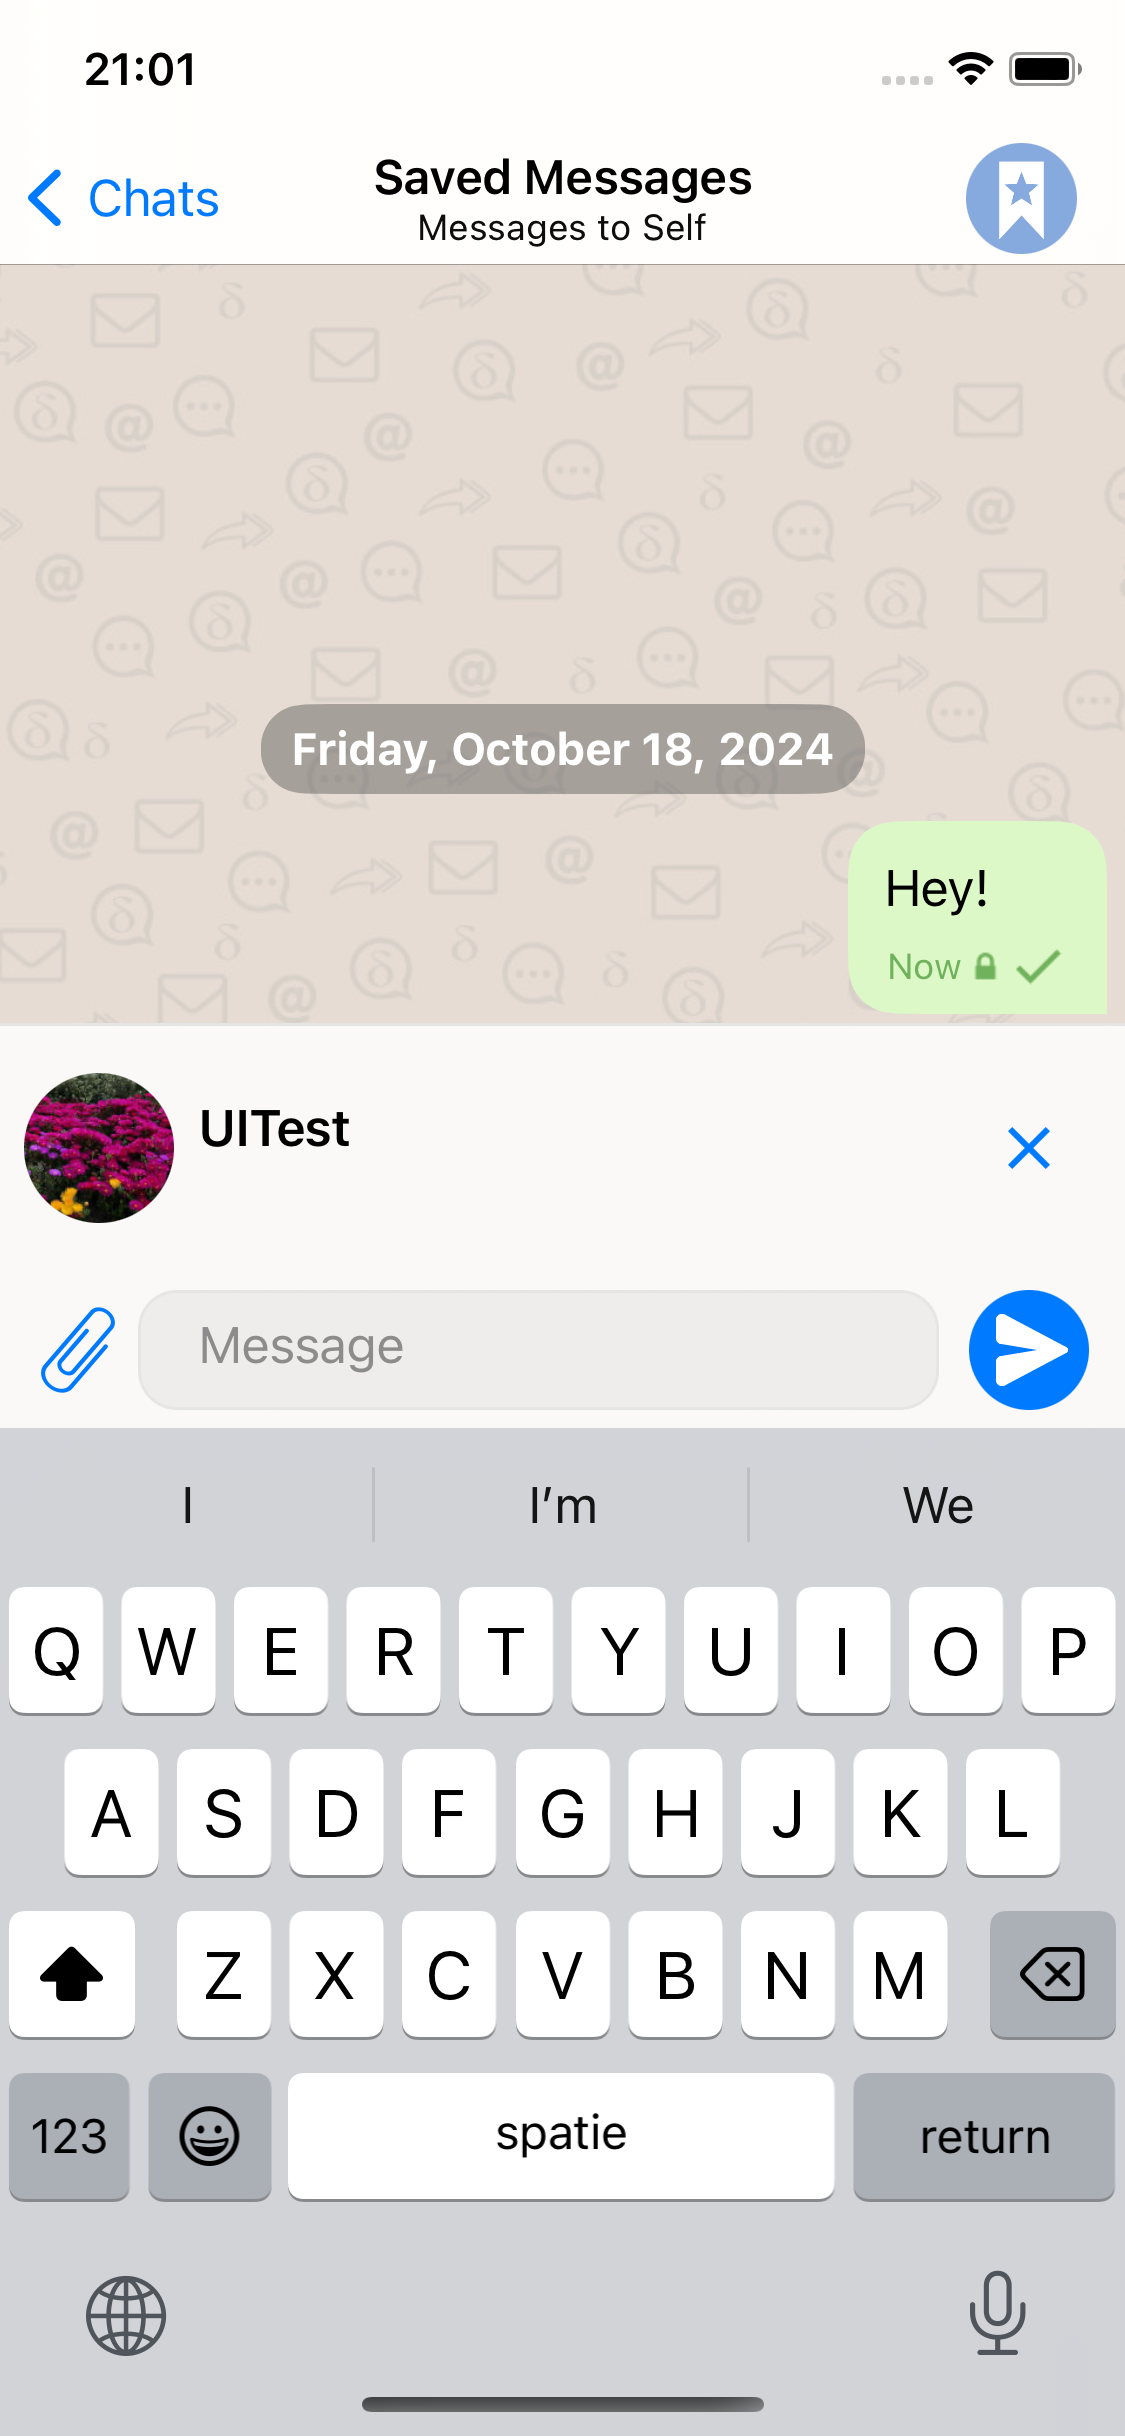 21:01
Chats
Saved Messages
Messages to Self
Friday, October 18, 2024
Hey!
Now
UITest
Message
I I’m We
Q W E R T Y U I O P
A S D F G H J K L
Z X C V B N M
123 spatie return